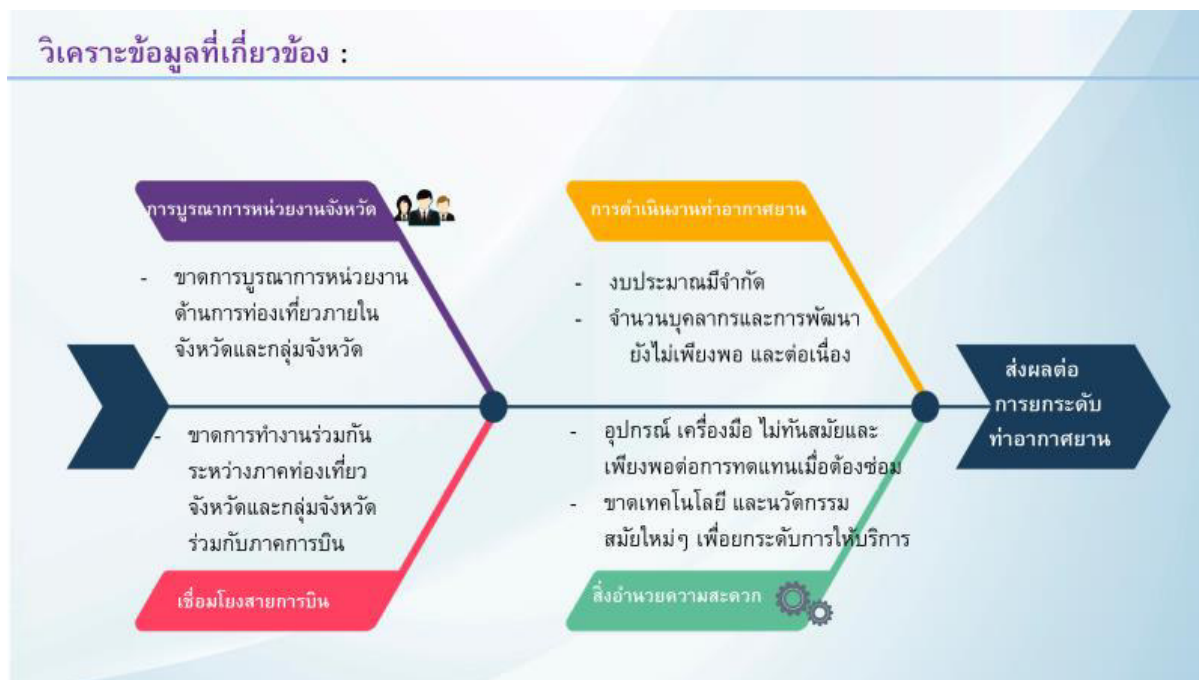 วิเคราะข้อมูลที่เกี่ยวข้อง :
การบูรณาการหน่วยงานจังหวัด
- ขาดการบูรณาการหน่วยงาน
ด้านการท่องเที่ยวภายใน
จังหวัดและกลุ่มจังหวัด
การดำเนินงานท่าอากาศยาน
- งบประมาณมีจำกัด
- จำนวนบุคลากรและการพัฒนา
ยังไม่เพียงพอ และต่อเนื่อง
- ขาดการทำงานร่วมกัน
ระหว่างภาคท่องเที่ยว
จังหวัดและกลุ่มจังหวัด
ร่วมกับภาคการบิน
เชื่อมโยงสายการบิน
- อุปกรณ์ เครื่องมือ ไม่ทันสมัยและ
เพียงพอต่อการทดแทนเมื่อต้องซ่อม
- ขาดเทคโนโลยี และนวัตกรรม
สมัยใหม่ๆ เพื่อยกระดับการให้บริการ
สิ่งอำนวยความสะดวก
ส่งผลต่อ
การยกระดับ
ท่าอากาศยาน